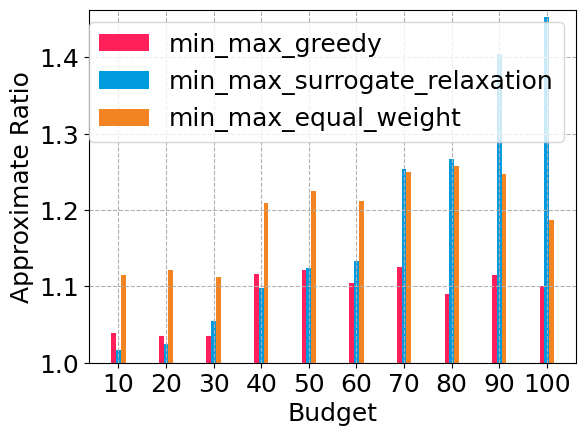 min_max_greedy
min_max_surrogate_relaxation
min_max_equal_weight
Approximate Ratio
1.4
1.3
1.2
1.1
1.0
10 20 30 40 50 60 70 80 90 100
Budget